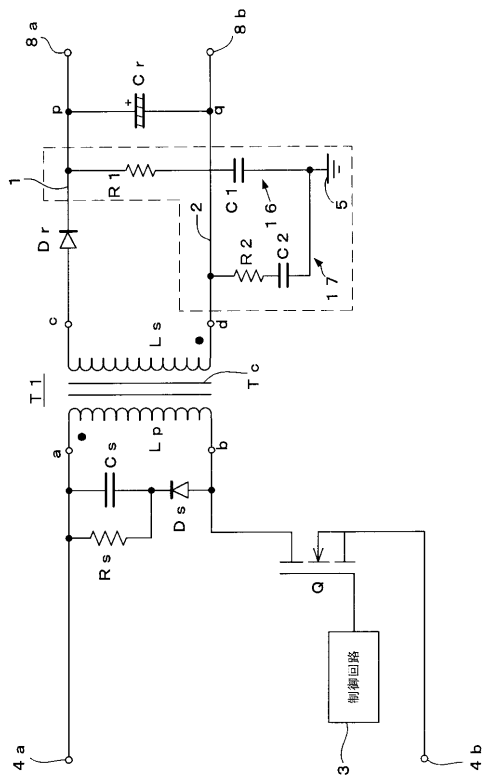 T1
4a
4b
3
制御回路
Q
Rs
Cs
Ds
a
b
Lp
Tc
Ls
c
d
Dr
1
2
R1
R2
C1
C2
16
17
5
p
q
+
Cr
8a
8b